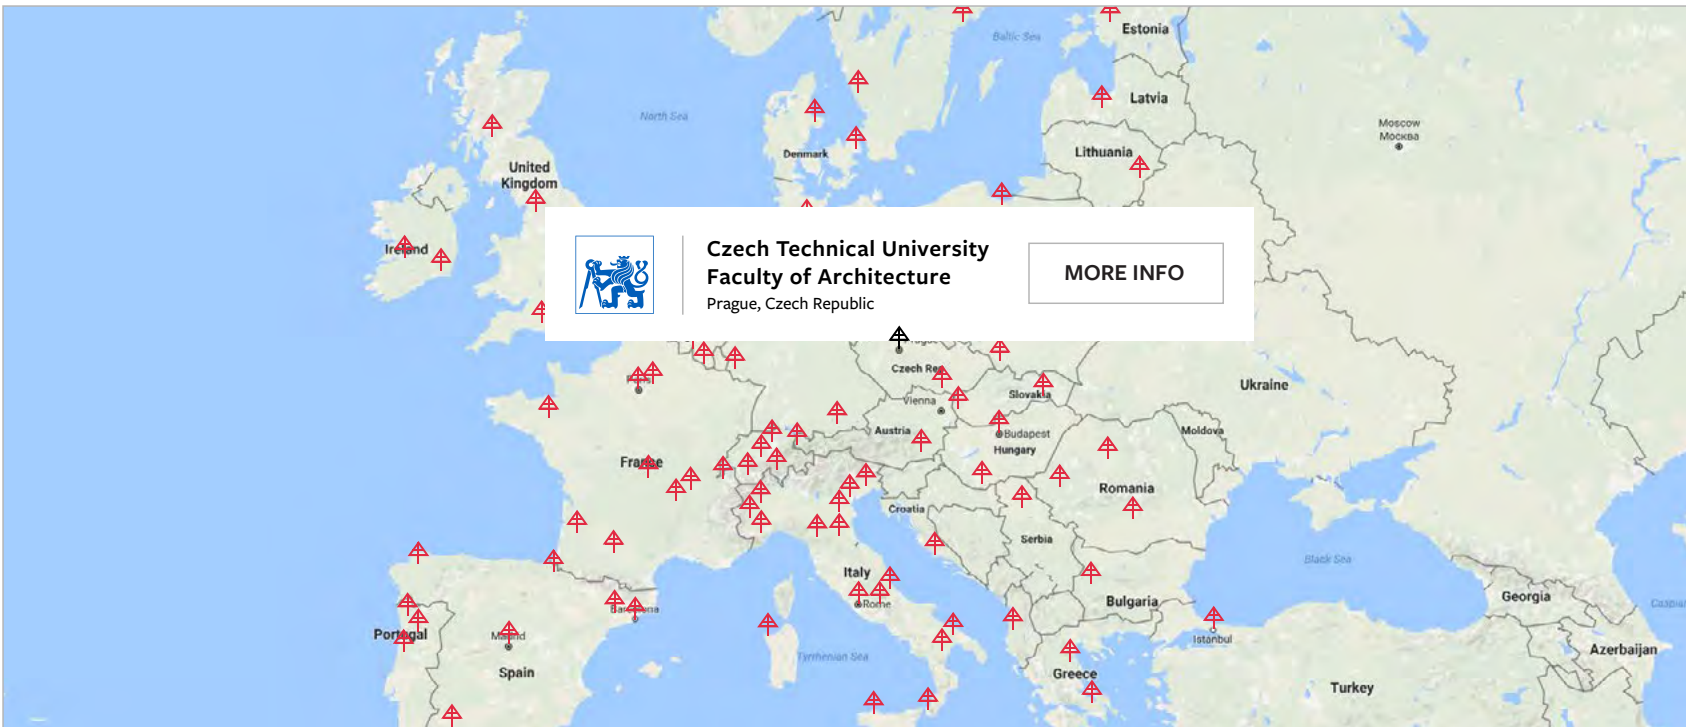 Baltic Sea
Estonia
Latvia
North Sea
Moscow
Москва
Denmark
Lithuania
United
Kingdom
Ireland
Czech Technical University
Faculty of Architecture
Prague, Czech Republic
MORE INFO
Czech Rep
Ukraine
Slovakia
Vienna
Austria
Budapest
Hungary
Moldova
France
Romania
Croatia
Serbia
Black Sea
Italy
Rome
Bulgaria
Georgia
Barcelona
Portugal
Madrid
Istanbul
Azerbaijan
Tyrrhenian Sea
Spain
Greece
Turkey